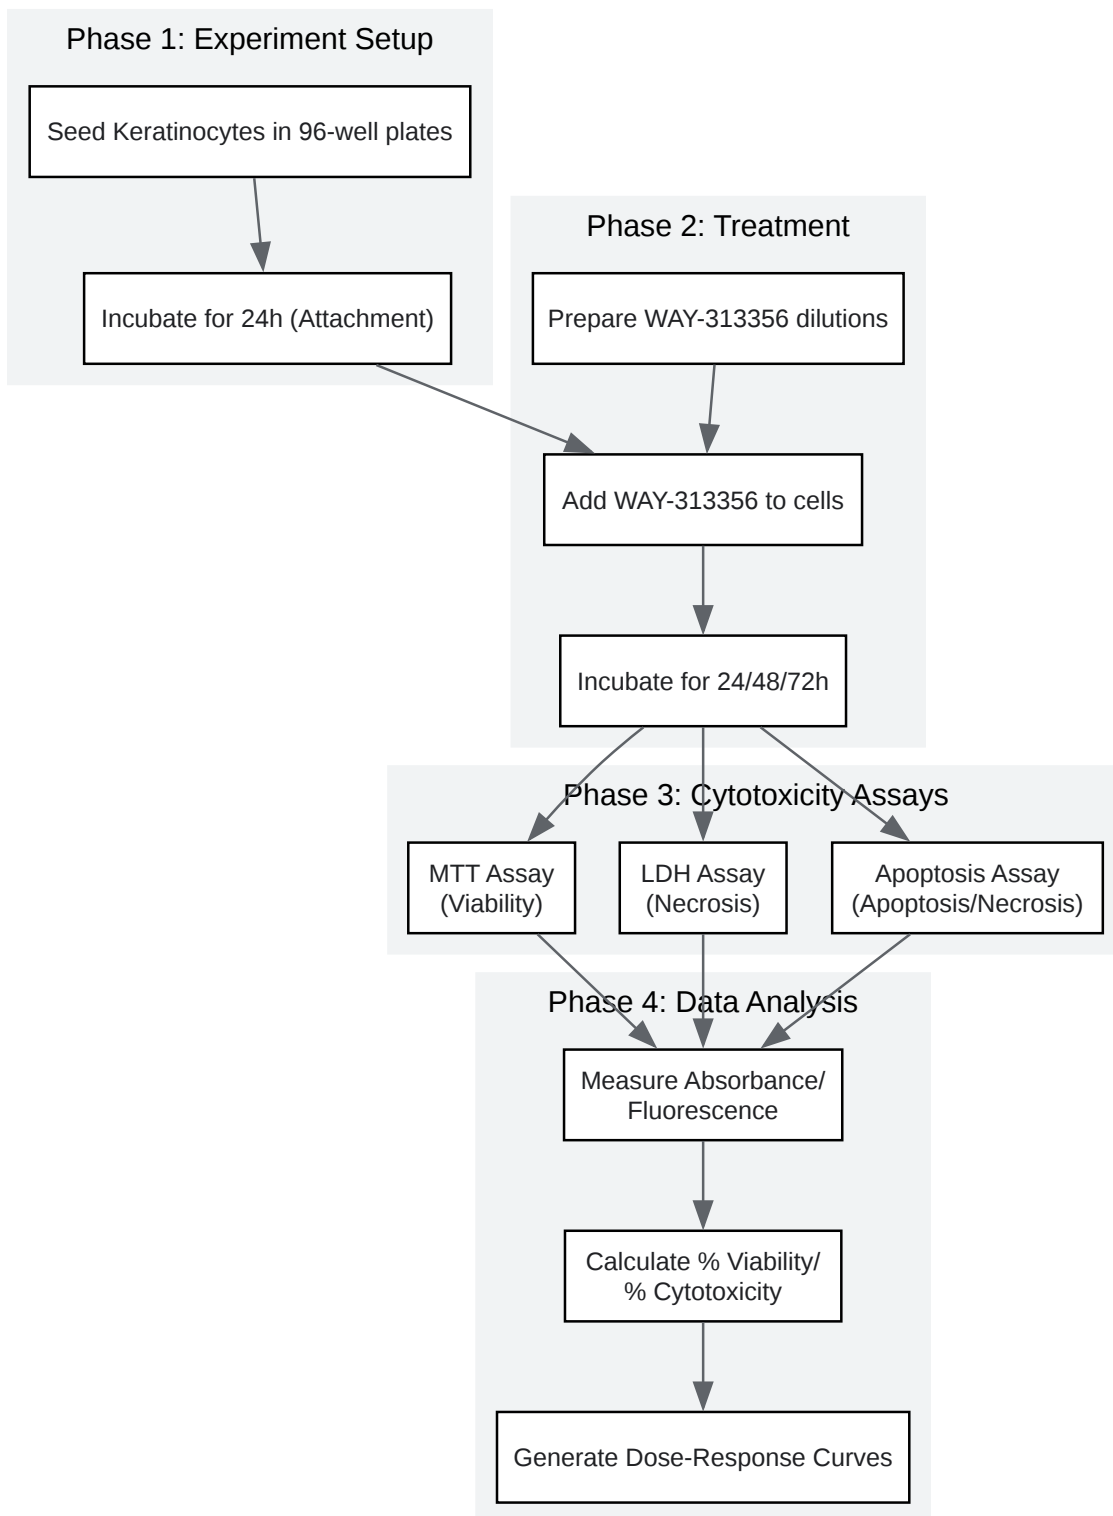 Phase 1: Experiment Setup
Seed Keratinocytes in 96-well plates
Incubate for 24h (Attachment)
Phase 2: Treatment
Prepare WAY-313356 dilutions
Add WAY-313356 to cells
Incubate for 24/48/72h
Phase 3: Cytotoxicity Assays
MTT Assay
(Viability)
LDH Assay
(Necrosis)
Apoptosis Assay
(Apoptosis/Necrosis)
Phase 4: Data Analysis
Measure Absorbance/
Fluorescence
Calculate % Viability/
% Cytotoxicity
Generate Dose-Response Curves